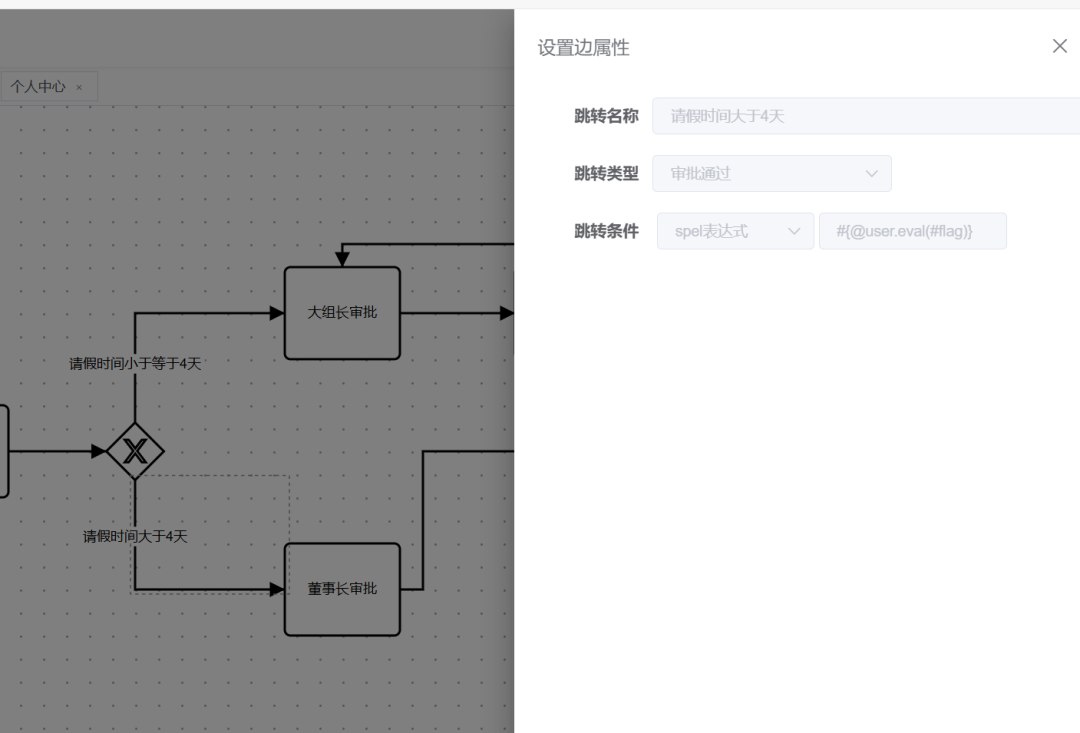 设置边属性
个人中心 ×
跳转名称 请假时间大于4天
跳转类型 审批通过
跳转条件 spel表达式 #{@user.eval(#flag)}
大组长审批
请假时间小于等于4天
X
请假时间大于4天
董事长审批